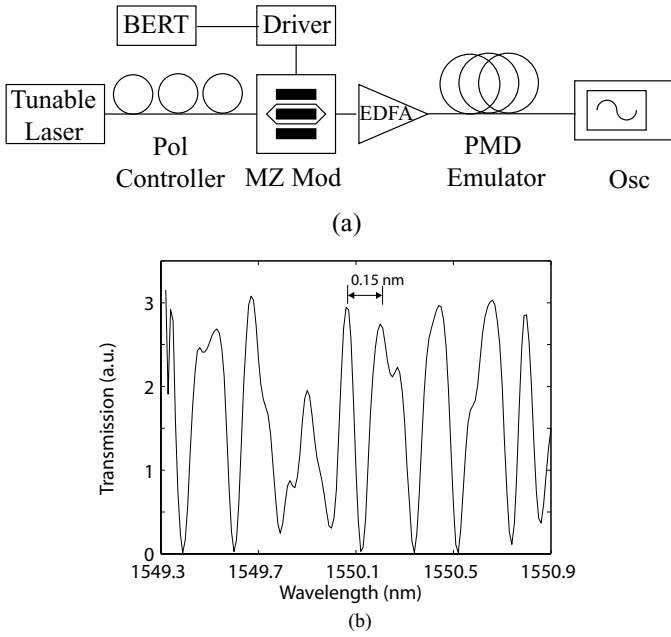 BERT
Driver
Tunable
Laser
EDFA
Pol
Controller
MZ Mod
PMD
Emulator
Osc
(a)
0.15 nm
3
2
1
0
Transmission (a.u.)
1549.3
1549.7
1550.1
1550.5
1550.9
Wavelength (nm)
(b)